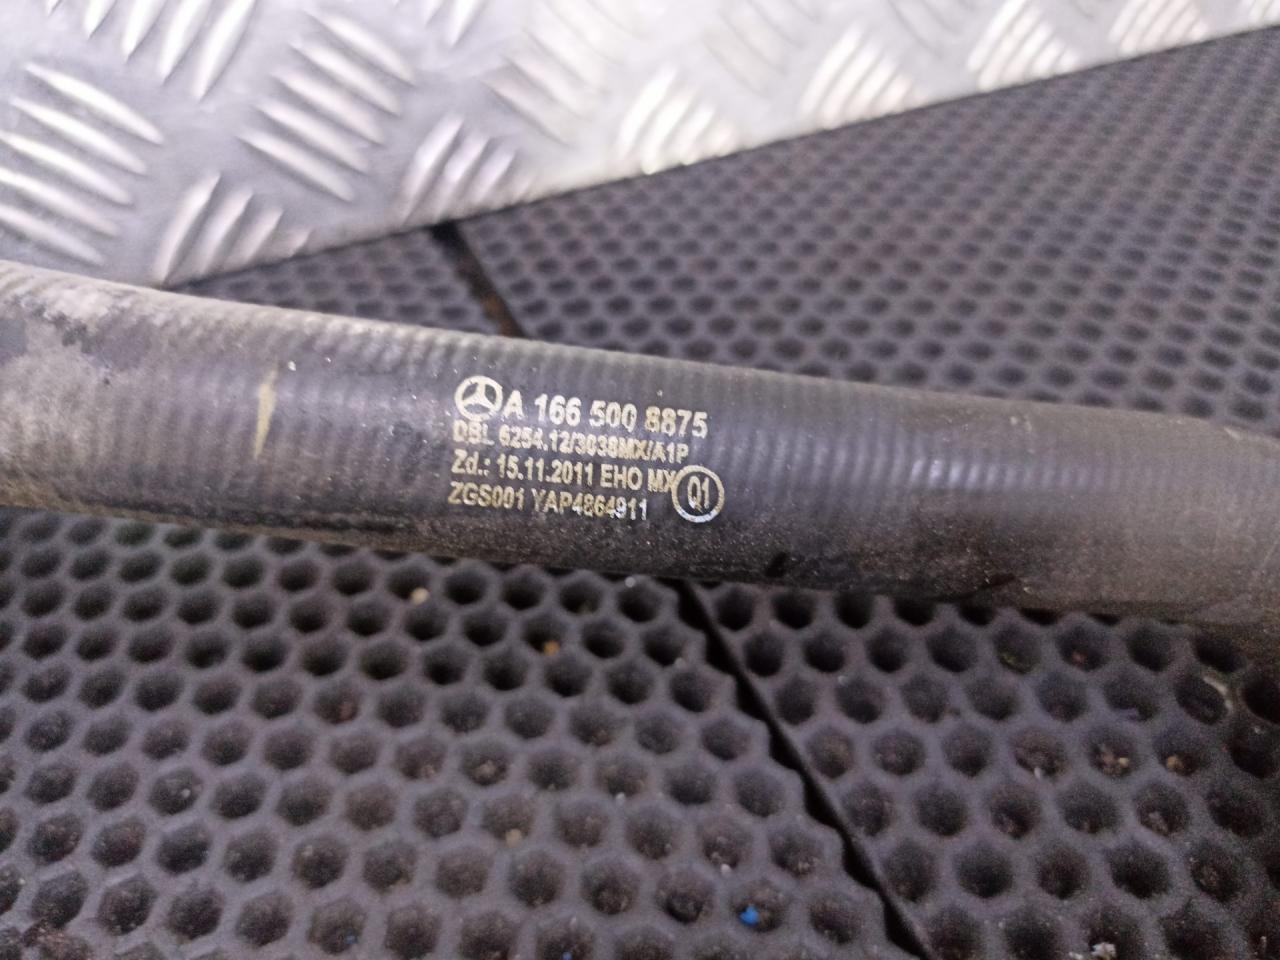 A 166 500 8875
DBL 6254.12/3038MX/A1P
Zd.: 15.11.2011 EHO MX Q1
ZGS001 YAP4864911